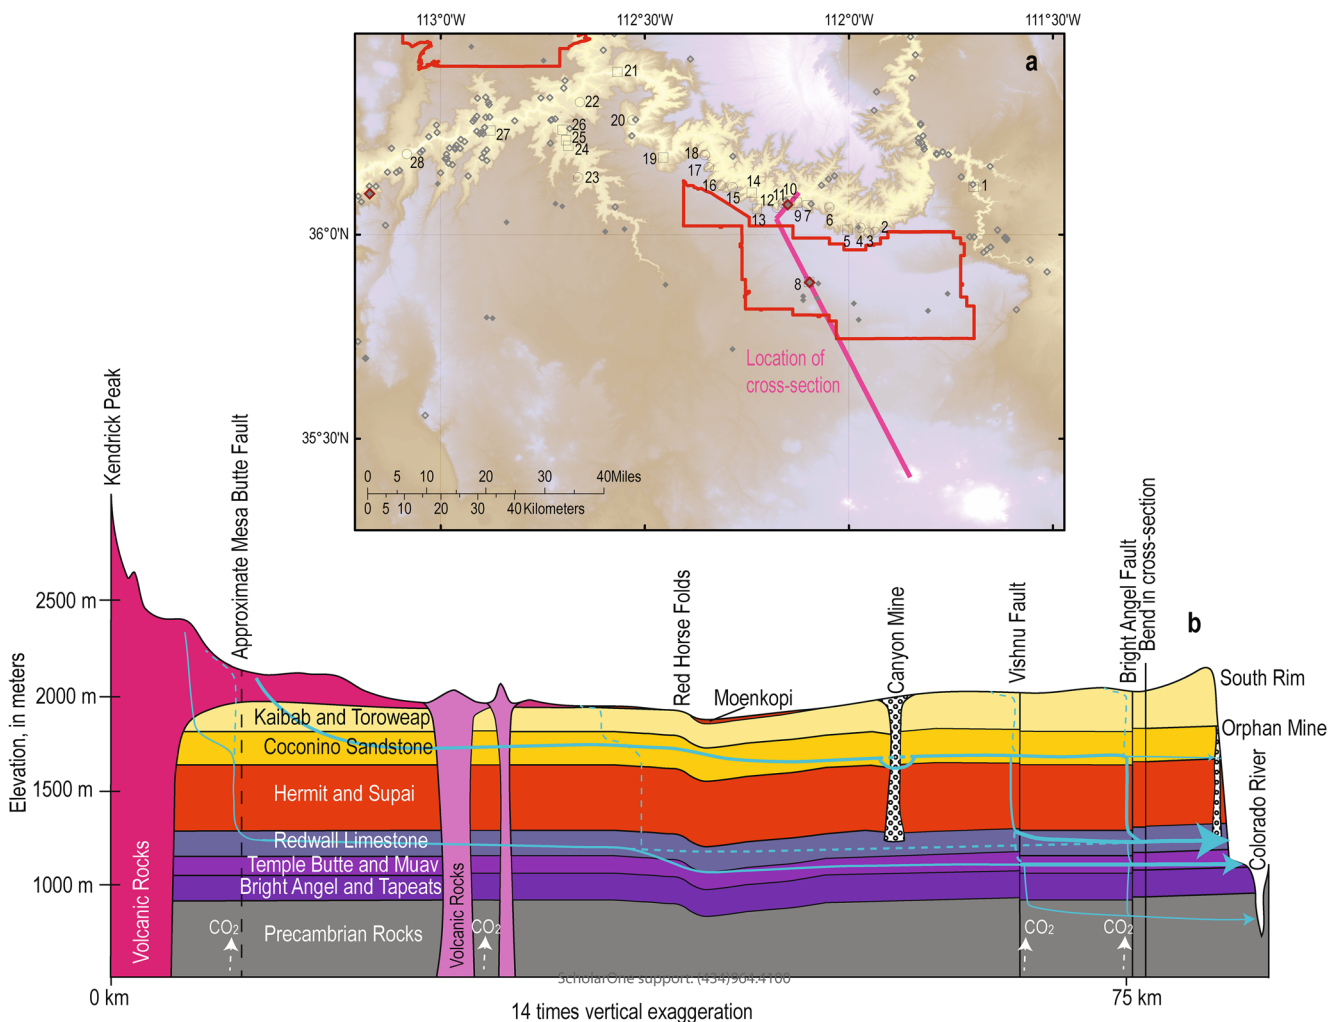 113°0'W
112°30'W
112°0'W
111°30'W
a
21
22
20
26
25
24
27
28
23
19
18
17
16
15
14
13
12
11
10
9
7
6
5
4
3
2
1
8
36°0'N
35°30'N
Location of
cross-section
0 5 10 20 30 40 Miles
0 5 10 20 30 40 Kilometers
Kendrick Peak
Approximate Mesa Butte Fault
Red Horse Folds
Canyon Mine
Vishnu Fault
Bright Angel Fault
Bend in cross-section
b
Elevation, in meters
2500 m
2000 m
1500 m
1000 m
Moenkopi
South Rim
Orphan Mine
Colorado River
Kaibab and Toroweap
Coconino Sandstone
Hermit and Supai
Redwall Limestone
Temple Butte and Muav
Bright Angel and Tapeats
Precambrian Rocks
Volcanic Rocks
Volcanic Rocks
CO2
CO2
CO2
CO2
ScholarOne support: (434)964.4100
0 km
75 km
14 times vertical exaggeration